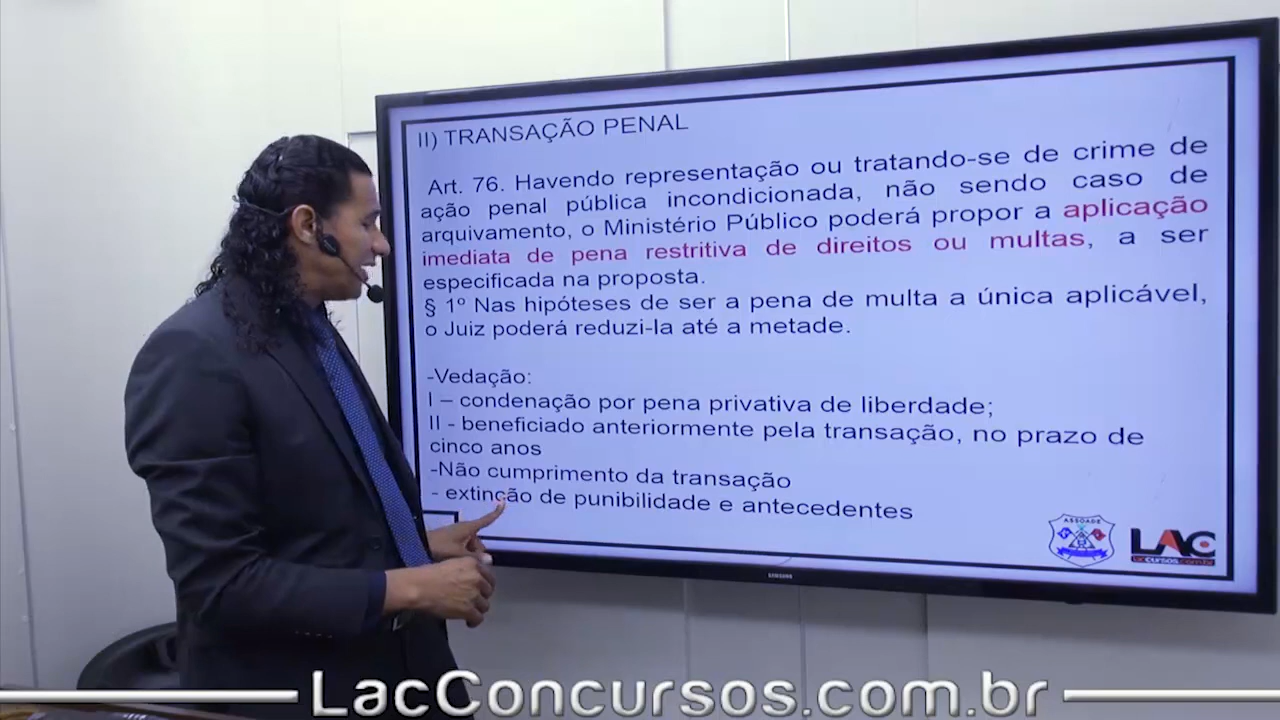 II) TRANSAÇÃO PENAL
Art. 76. Havendo representação ou tratando-se de crime de
ação penal pública incondicionada, não sendo caso de
arquivamento, o Ministério Público poderá propor a aplicação
imediata de pena restritiva de direitos ou multas, a ser
especificada na proposta.
§ 1º Nas hipóteses de ser a pena de multa a única aplicável,
o Juiz poderá reduzi-la até a metade.
-Vedação:
I – condenação por pena privativa de liberdade;
II - beneficiado anteriormente pela transação, no prazo de
cinco anos
-Não cumprimento da transação
- extinção de punibilidade e antecedentes
ASSOADE
LAC
laccursos.com.br
SAMSUNG
LacConcursos.com.br